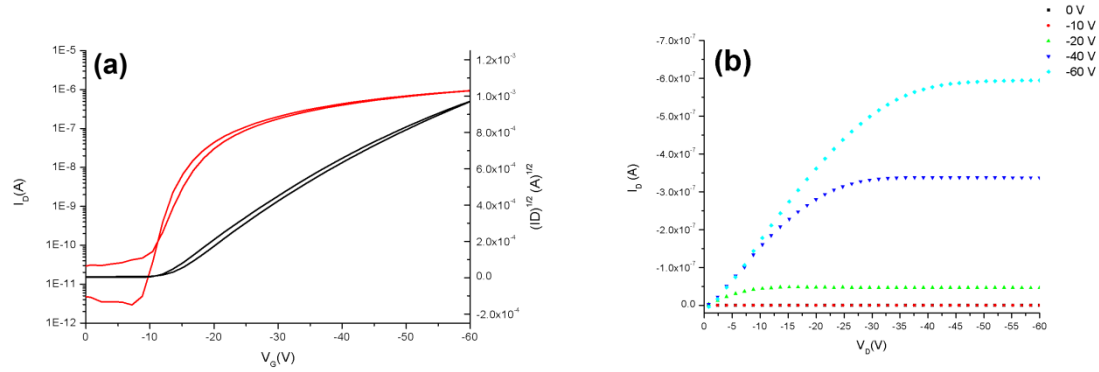 (a)
I_D(A)
1E-5
1E-6
1E-7
1E-8
1E-9
1E-10
1E-11
1E-12
0 -10 -20 -30 -40 -50 -60
V_G(V)
1.2x10⁻³
1.0x10⁻³
8.0x10⁻⁴
6.0x10⁻⁴
4.0x10⁻⁴
2.0x10⁻⁴
0.0
-2.0x10⁻⁴
(ID)^1/2 (A)^1/2
(b)
0 V
-10 V
-20 V
-40 V
-60 V
I_D (A)
-7.0x10⁻⁷
-6.0x10⁻⁷
-5.0x10⁻⁷
-4.0x10⁻⁷
-3.0x10⁻⁷
-2.0x10⁻⁷
-1.0x10⁻⁷
0.0
0 -5 -10 -15 -20 -25 -30 -35 -40 -45 -50 -55 -60
V_D(V)